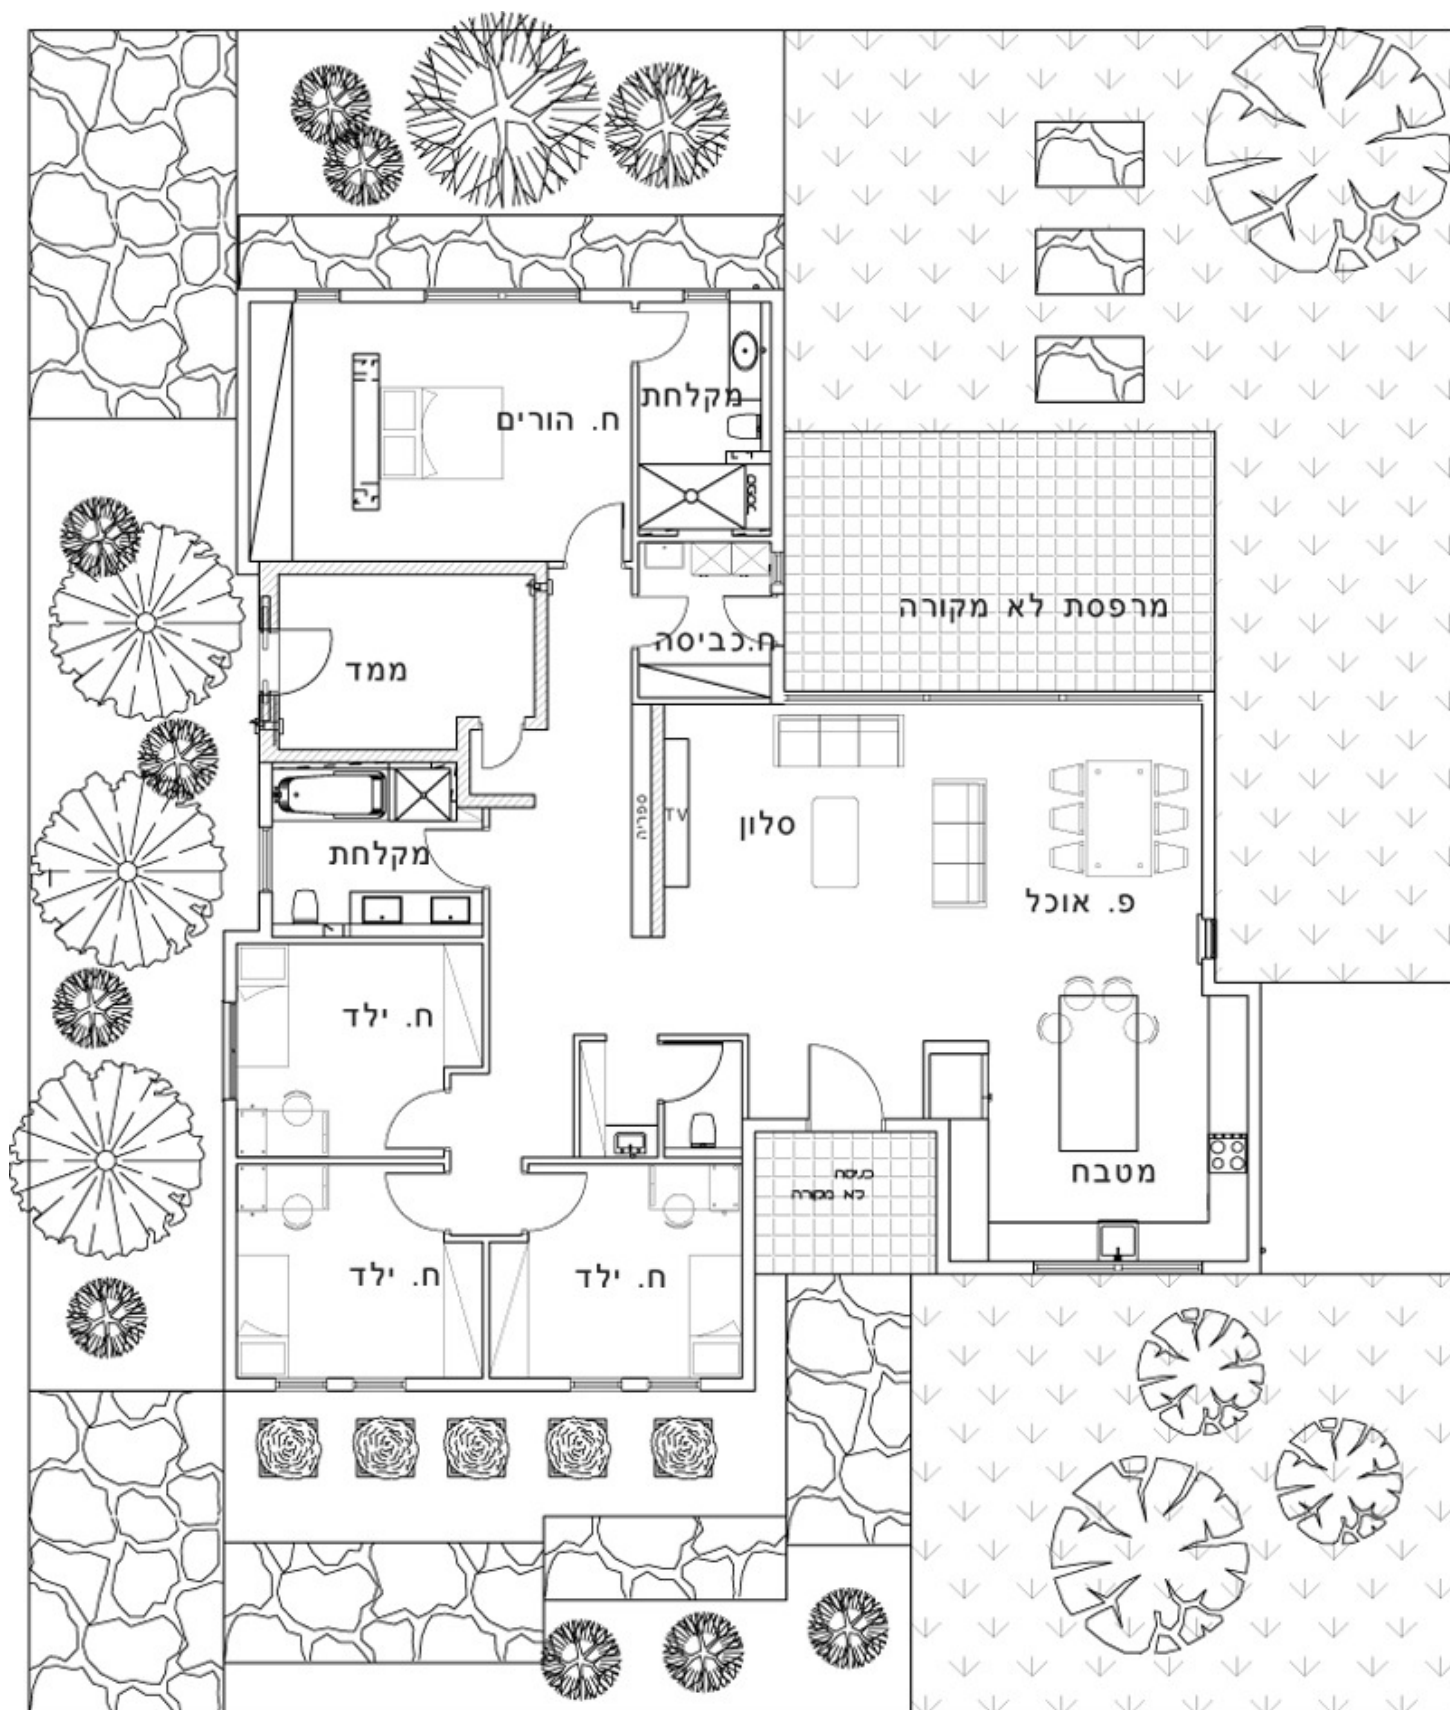 מקלחת
ח. הורים
מרפסת לא מקורה
ח.כביסה
ממד
ספריה
TV
סלון
מקלחת
פ. אוכל
ח. ילד
מטבח
כניסה
לא מקורה
ח. ילד
ח. ילד